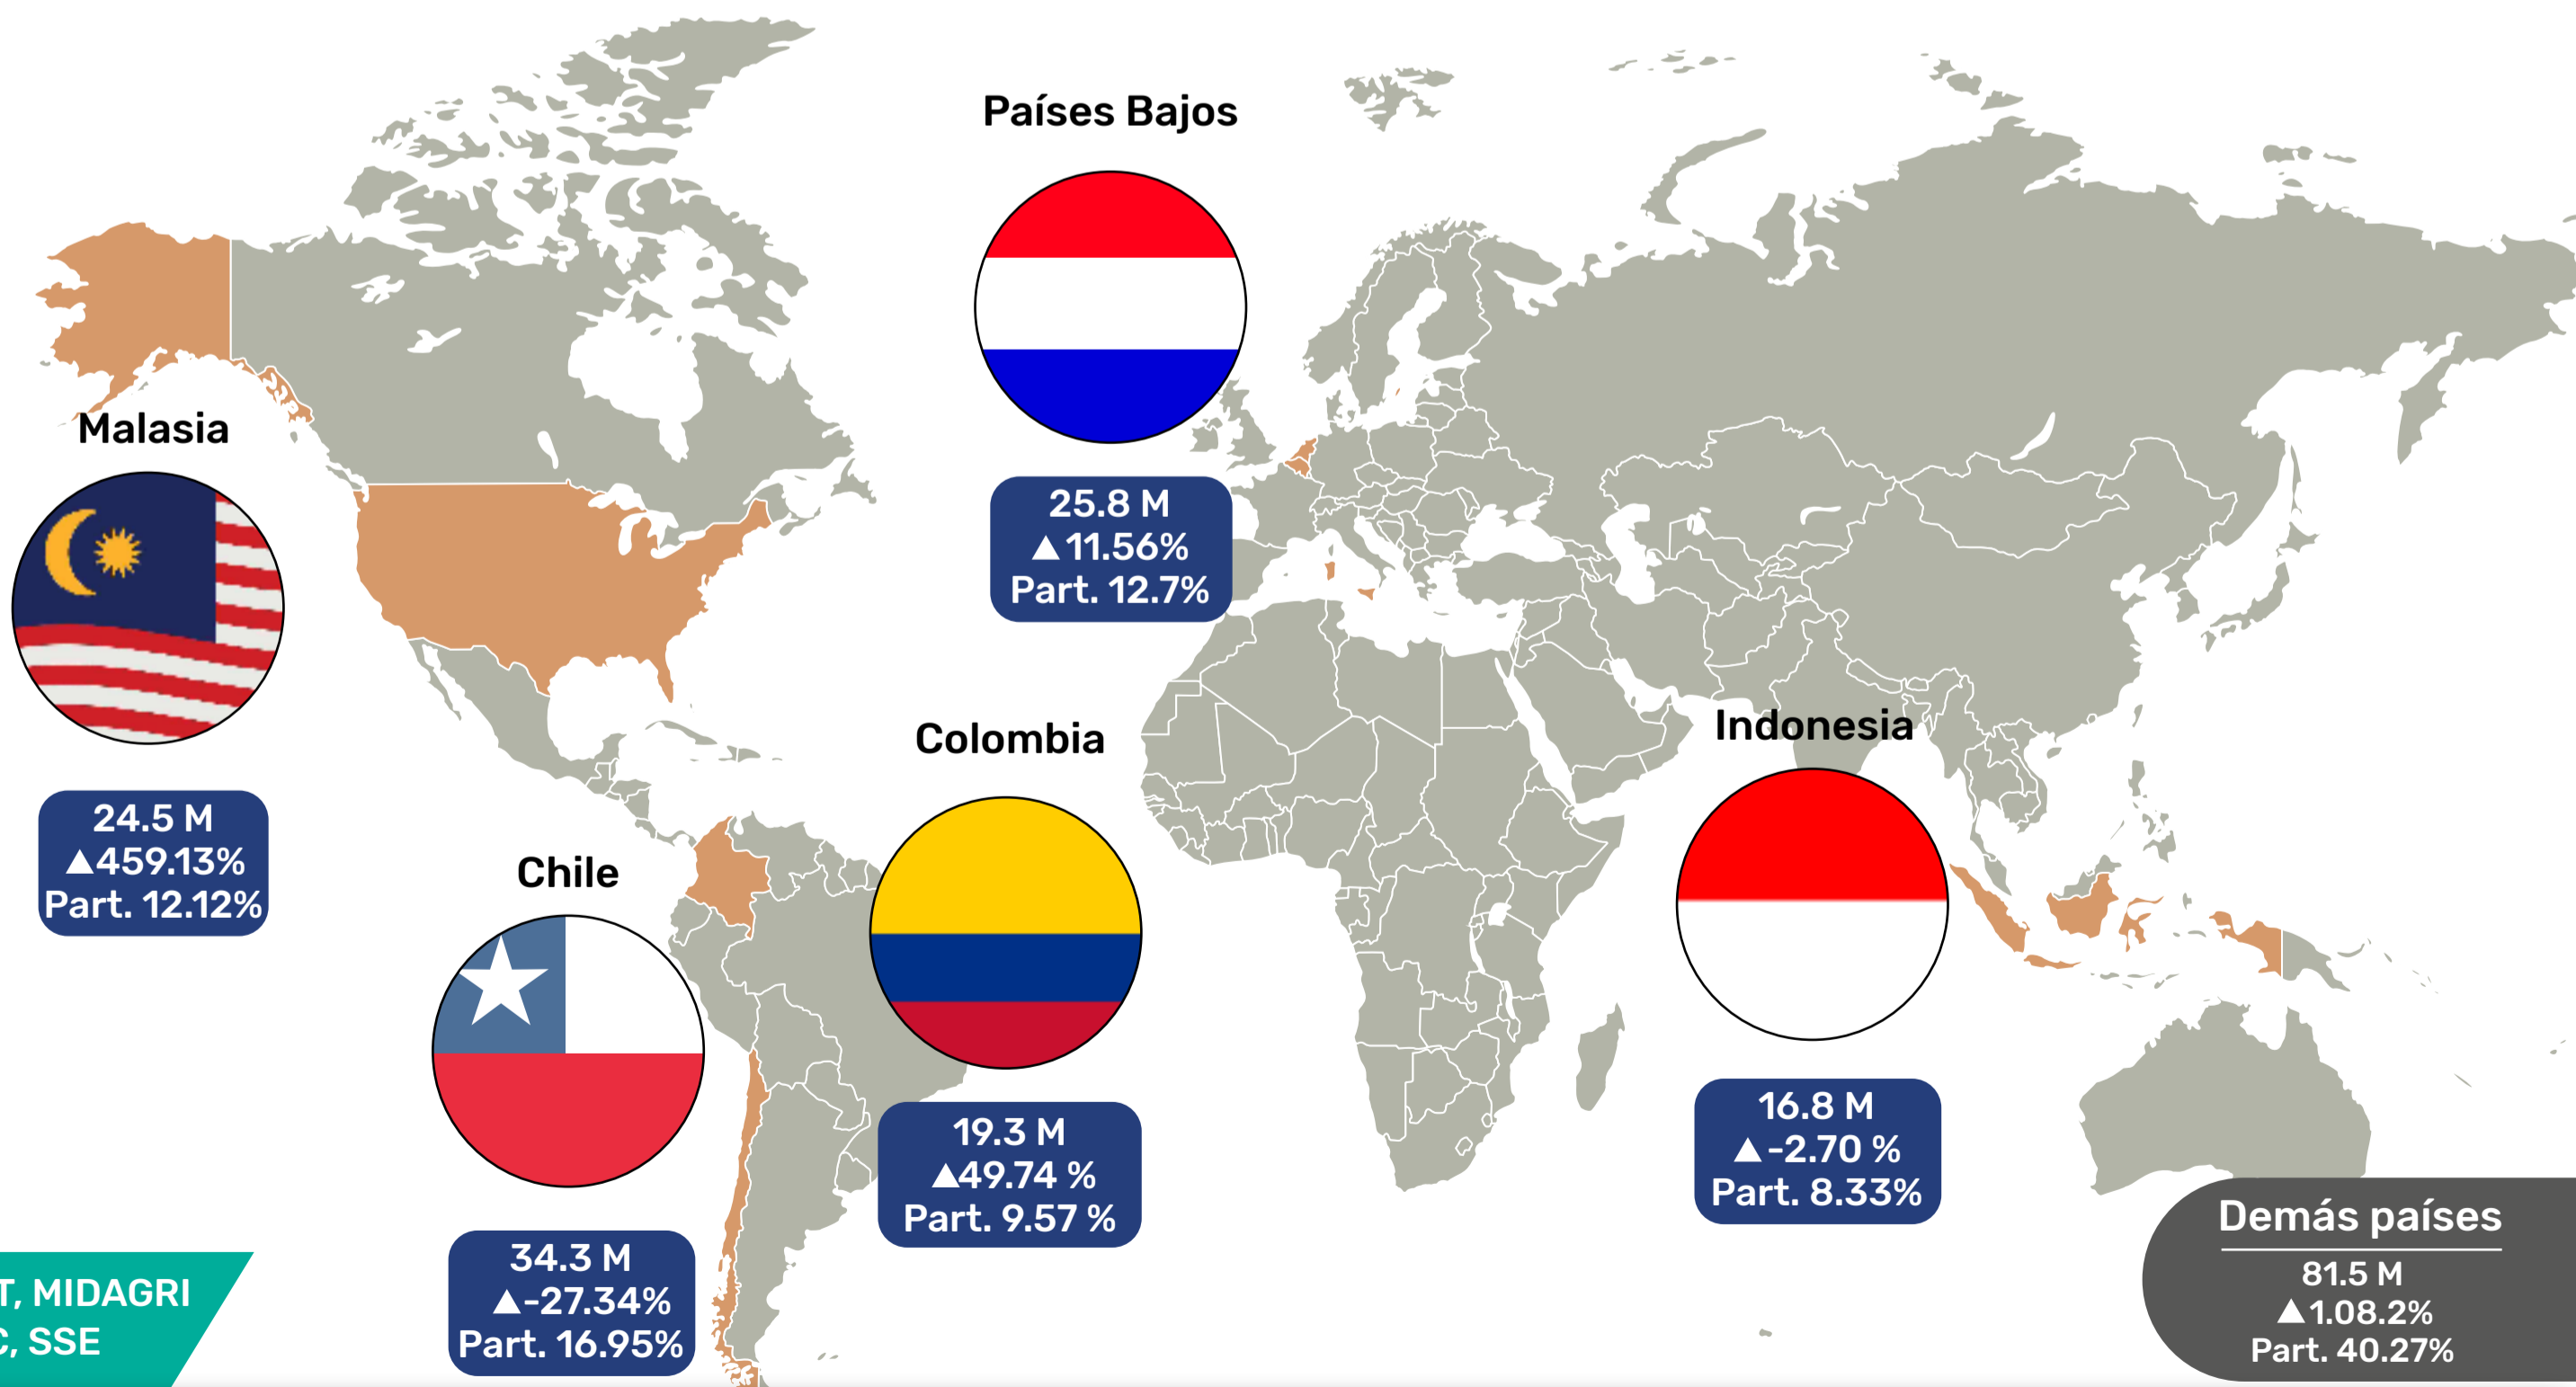 Países Bajos
25.8 M
▲11.56%
Part. 12.7%
Malasia
24.5 M
▲459.13%
Part. 12.12%
Chile
34.3 M
▲-27.34%
Part. 16.95%
Colombia
19.3 M
▲49.74 %
Part. 9.57 %
Indonesia
16.8 M
▲-2.70 %
Part. 8.33%
Demás países
81.5 M
▲1.08.2%
Part. 40.27%
T, MIDAGRI
C, SSE